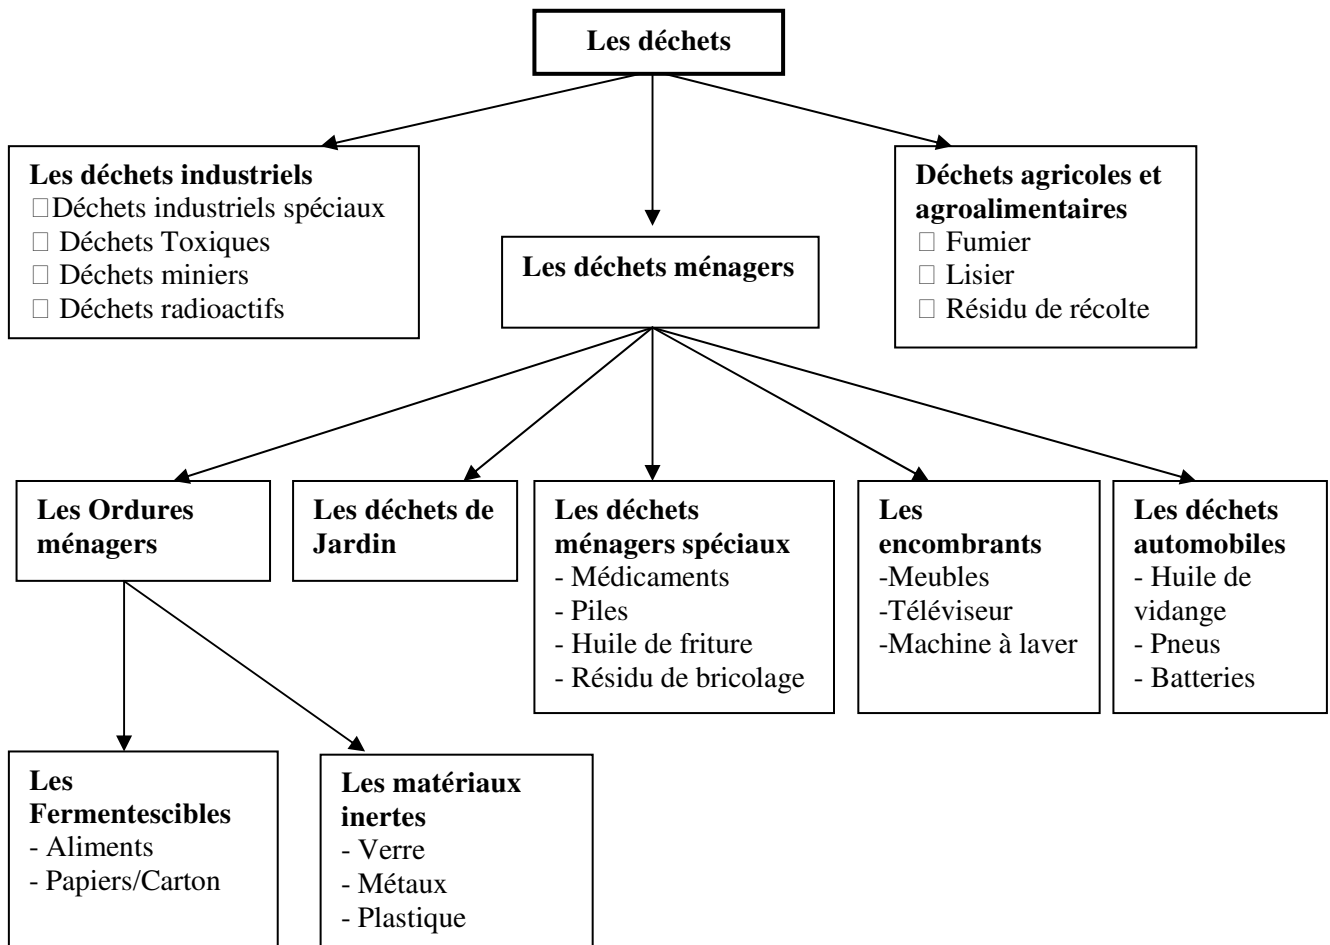 Les déchets
Les déchets industriels
□Déchets industriels spéciaux
□ Déchets Toxiques
□ Déchets miniers
□ Déchets radioactifs
Les déchets ménagers
Déchets agricoles et
agroalimentaires
□ Fumier
□ Lisier
□ Résidu de récolte
Les Ordures
ménagers
Les déchets de
Jardin
Les déchets
ménagers spéciaux
- Médicaments
- Piles
- Huile de friture
- Résidu de bricolage
Les
encombrants
-Meubles
-Téléviseur
-Machine à laver
Les déchets
automobiles
- Huile de
vidange
- Pneus
- Batteries
Les
Fermentescibles
- Aliments
- Papiers/Carton
Les matériaux
inertes
- Verre
- Métaux
- Plastique